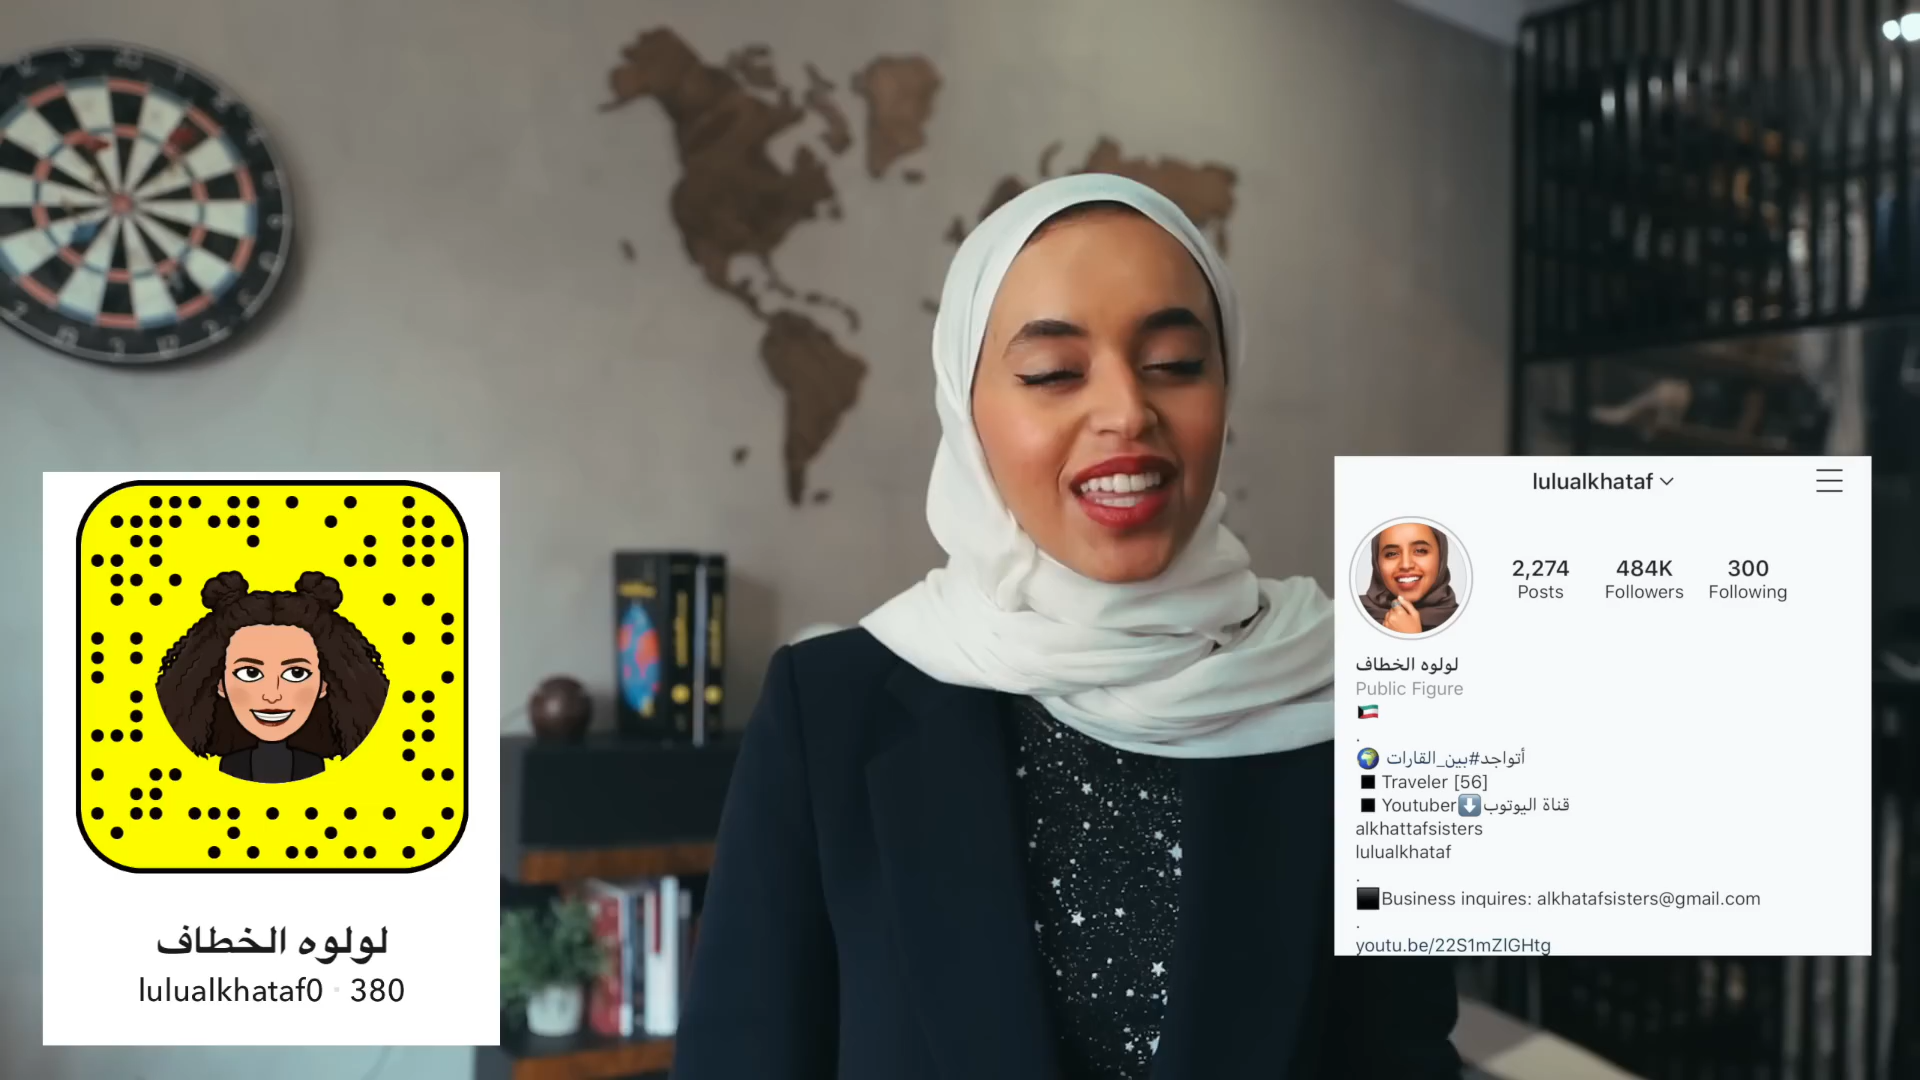 لولوه الخطاف
lulualkhataf0 · 380
lulualkhataf
2,274 484K 300
Posts Followers Following
لولوه الخطاف
Public Figure
.
أتواجد#بين_القارات
Traveler [56]
Youtuber⬇️قناة اليوتوب
alkhattafsisters
lulualkhataf
.
Business inquires: alkhatafsisters@gmail.com
.
youtu.be/22S1mZIGHtg